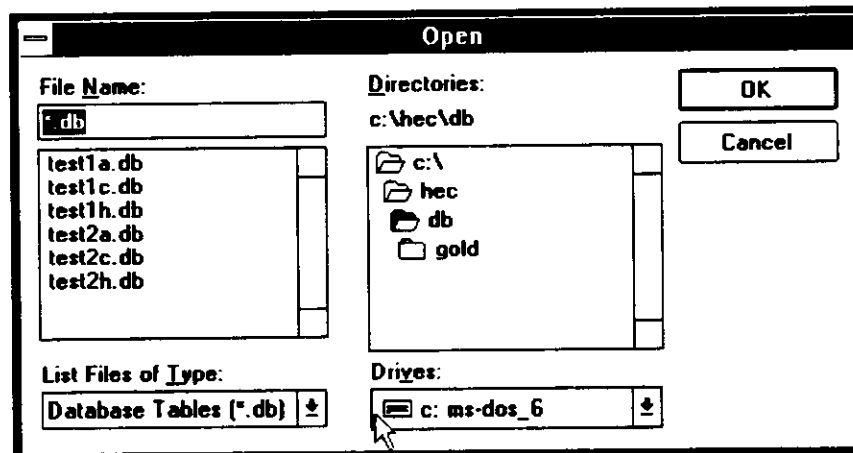 Open
File Name:
*.db
test1a.db
test1c.db
test1h.db
test2a.db
test2c.db
test2h.db
List Files of Type:
Database Tables (*.db)
Directories:
c:\hec\db
c:\
hec
db
gold
Drives:
c: ms-dos_6
OK
Cancel